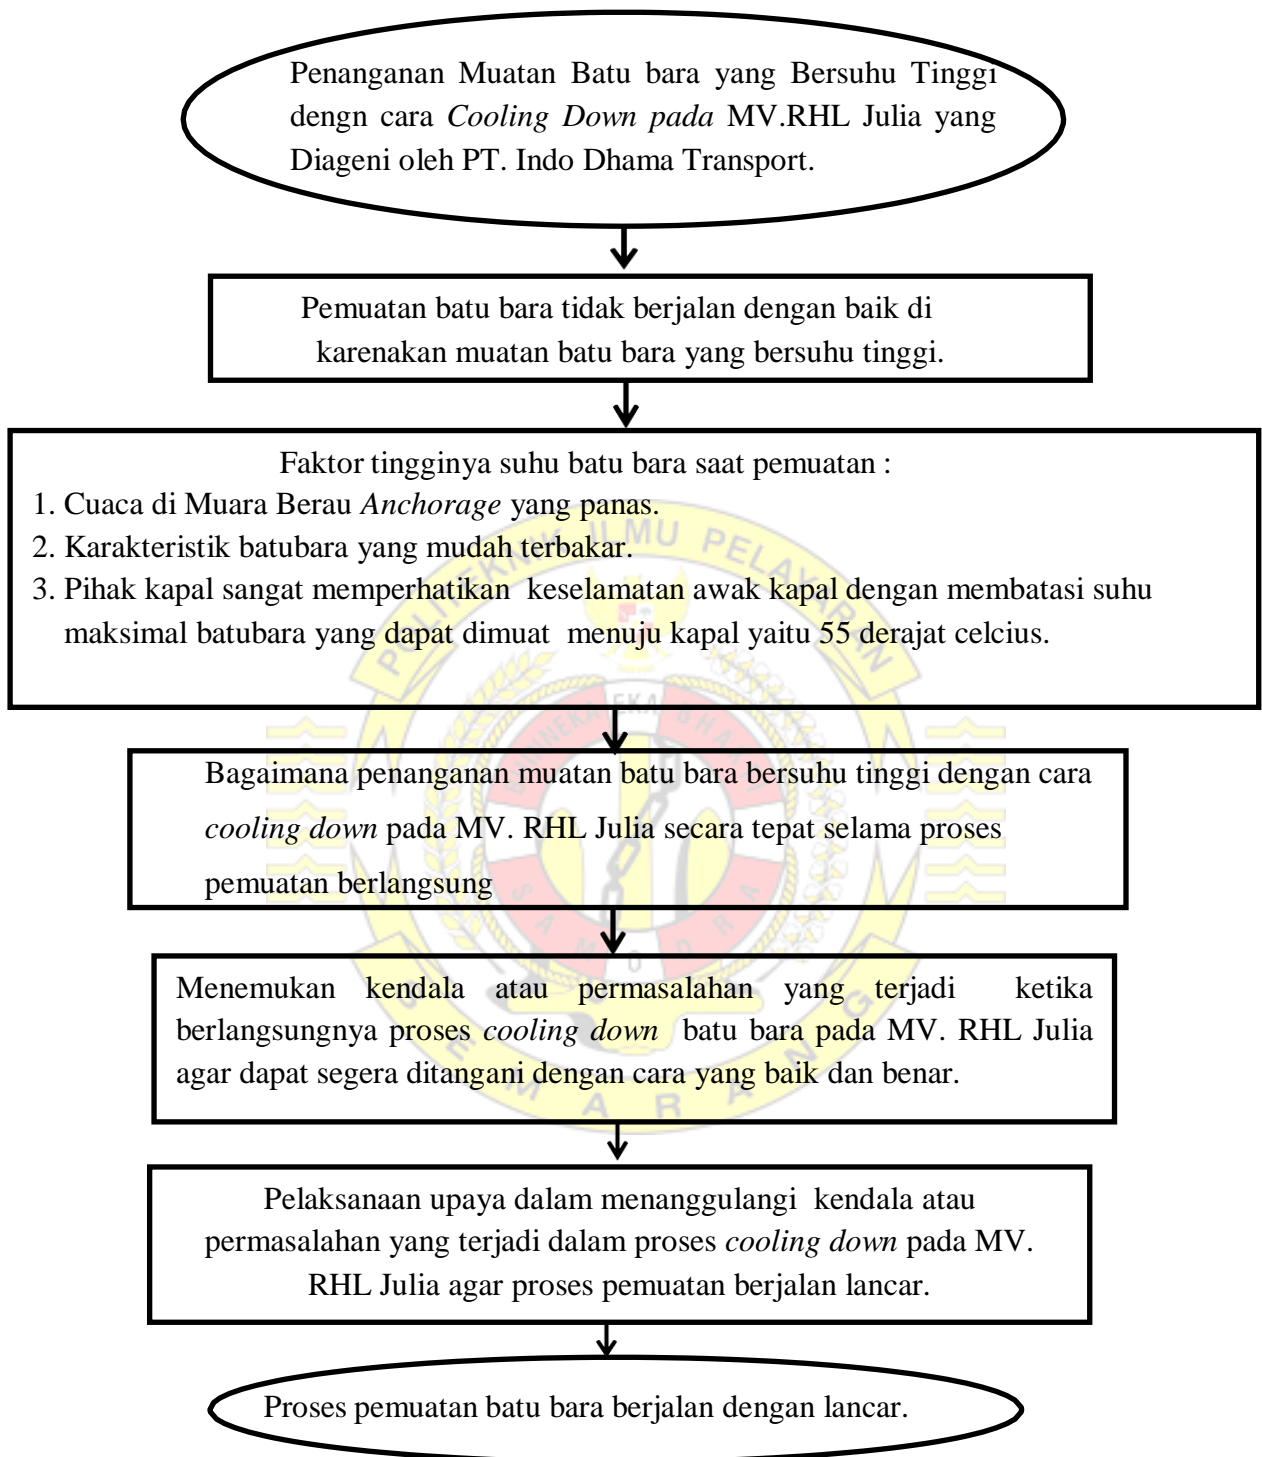 Penanganan Muatan Batu bara yang Bersuhu Tinggi
dengn cara Cooling Down pada MV.RHL Julia yang
Diageni oleh PT. Indo Dhama Transport.
Pemuatan batu bara tidak berjalan dengan baik di
karenakan muatan batu bara yang bersuhu tinggi.
Faktor tingginya suhu batu bara saat pemuatan :
1. Cuaca di Muara Berau Anchorage yang panas.
2. Karakteristik batubara yang mudah terbakar.
3. Pihak kapal sangat memperhatikan keselamatan awak kapal dengan membatasi suhu
maksimal batubara yang dapat dimuat menuju kapal yaitu 55 derajat celcius.
Bagaimana penanganan muatan batu bara bersuhu tinggi dengan cara
cooling down pada MV. RHL Julia secara tepat selama proses
pemuatan berlangsung
Menemukan kendala atau permasalahan yang terjadi ketika
berlangsungnya proses cooling down batu bara pada MV. RHL Julia
agar dapat segera ditangani dengan cara yang baik dan benar.
Pelaksanaan upaya dalam menanggulangi kendala atau
permasalahan yang terjadi dalam proses cooling down pada MV.
RHL Julia agar proses pemuatan berjalan lancar.
Proses pemuatan batu bara berjalan dengan lancar.
POLITEKNIK ILMU PELAYARAN
SEMARANG